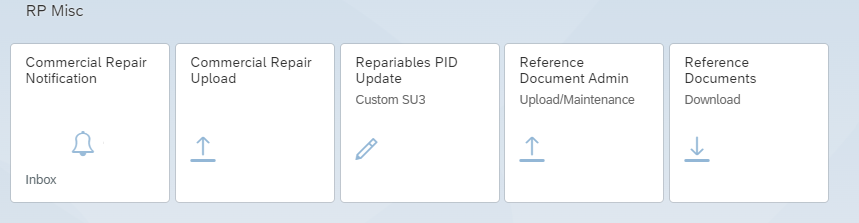 RP Misc
Commercial Repair
Notification
Inbox
Commercial Repair
Upload
Repariables PID
Update
Custom SU3
Reference
Document Admin
Upload/Maintenance
Reference
Documents
Download